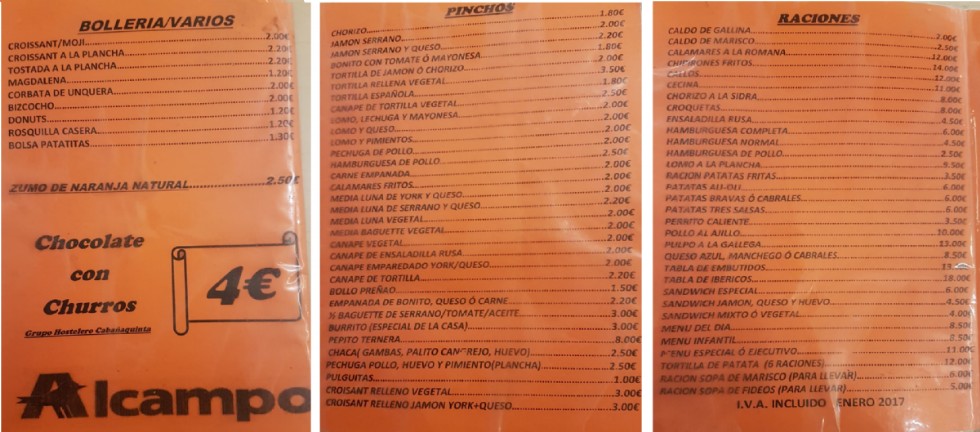 BOLLERIA/VARIOS
CROISSANT/MOJI.....2.00€
CROISSANT A LA PLANCHA.....2.20€
TOSTADA A LA PLANCHA.....2.20€
MAGDALENA.....1.20€
CORBATA DE UNQUERA.....2.00€
BIZCOCHO.....2.00€
DONUTS.....1.20€
ROSQUILLA CASERA.....1.20€
BOLSA PATATITAS.....1.30€
ZUMO DE NARANJA NATURAL.....2.50€
Chocolate
con
Churros
4€
Grupo Hostelero Cabañaquinta
Alcampo
PINCHOS
CHORIZO.....1.80€
JAMON SERRANO.....2.00€
JAMON SERRANO Y QUESO.....2.20€
BONITO CON TOMATE Ó MAYONESA.....1.80€
TORTILLA DE JAMON Ó CHORIZO.....2.00€
TORTILLA RELLENA VEGETAL.....3.50€
TORTILLA ESPAÑOLA.....1.80€
CANAPE DE TORTILLA VEGETAL.....2.50€
LOMO, LECHUGA Y MAYONESA.....2.00€
LOMO Y QUESO.....2.00€
LOMO Y PIMIENTOS.....2.00€
PECHUGA DE POLLO.....2.00€
HAMBURGUESA DE POLLO.....2.50€
CARNE EMPANADA.....2.00€
CALAMARES FRITOS.....2.00€
MEDIA LUNA DE YORK Y QUESO.....2.00€
MEDIA LUNA DE SERRANO Y QUESO.....2.20€
MEDIA LUNA VEGETAL.....2.00€
MEDIA BAGUETTE VEGETAL.....2.00€
CANAPE VEGETAL.....2.00€
CANAPE DE ENSALADILLA RUSA.....2.00€
CANAPE EMPAREDADO YORK/QUESO.....2.00€
CANAPE DE TORTILLA.....2.20€
BOLLO PREÑAO.....1.50€
EMPANADA DE BONITO, QUESO Ó CARNE.....2.20€
½ BAGUETTE DE SERRANO/TOMATE/ACEITE.....3.00€
BURRITO (ESPECIAL DE LA CASA).....3.00€
PEPITO TERNERA.....8.00€
CHACA( GAMBAS, PALITO CANGREJO, HUEVO).....2.50€
PECHUGA POLLO, HUEVO Y PIMIENTO(PLANCHA).....2.50€
PULGUITAS.....1.00€
CROISANT RELLENO VEGETAL.....3.00€
CROISANT RELLENO JAMON YORK+QUESO.....3.00€
RACIONES
CALDO DE GALLINA.....2.00€
CALDO DE MARISCO.....2.50€
CALAMARES A LA ROMANA.....12.00€
CHIPIRONES FRITOS.....14.00€
CALLOS.....12.00€
CECINA.....11.00€
CHORIZO A LA SIDRA.....8.00€
CROQUETAS.....8.00€
ENSALADILLA RUSA.....4.50€
HAMBURGUESA COMPLETA.....6.00€
HAMBURGUESA NORMAL.....4.50€
HAMBURGUESA DE POLLO.....2.50€
LOMO A LA PLANCHA.....9.50€
RACION PATATAS FRITAS.....3.50€
PATATAS ALI-OLI.....6.00€
PATATAS BRAVAS Ó CABRALES.....6.00€
PATATAS TRES SALSAS.....6.00€
PERRITO CALIENTE.....3.50€
POLLO AL AJILLO.....10.00€
PULPO A LA GALLEGA.....15.00€
QUESO AZUL, MANCHEGO Ó CABRALES.....8.50€
TABLA DE EMBUTIDOS.....13.
TABLA DE IBERICOS.....18.00€
SANDWICH ESPECIAL.....6.00€
SANDWICH JAMON, QUESO Y HUEVO.....4.50€
SANDWICH MIXTO Ó VEGETAL.....4.00€
MENU DEL DIA.....8.50€
MENU INFANTIL.....8.50€
MENU ESPECIAL Ó EJECUTIVO.....11.00€
TORTILLA DE PATATA (6 RACIONES).....12.00€
RACION SOPA DE MARISCO (PARA LLEVAR).....6.00€
RACION SOPA DE FIDEOS (PARA LLEVAR).....5.00€
I.V.A. INCLUIDO ENERO 2017